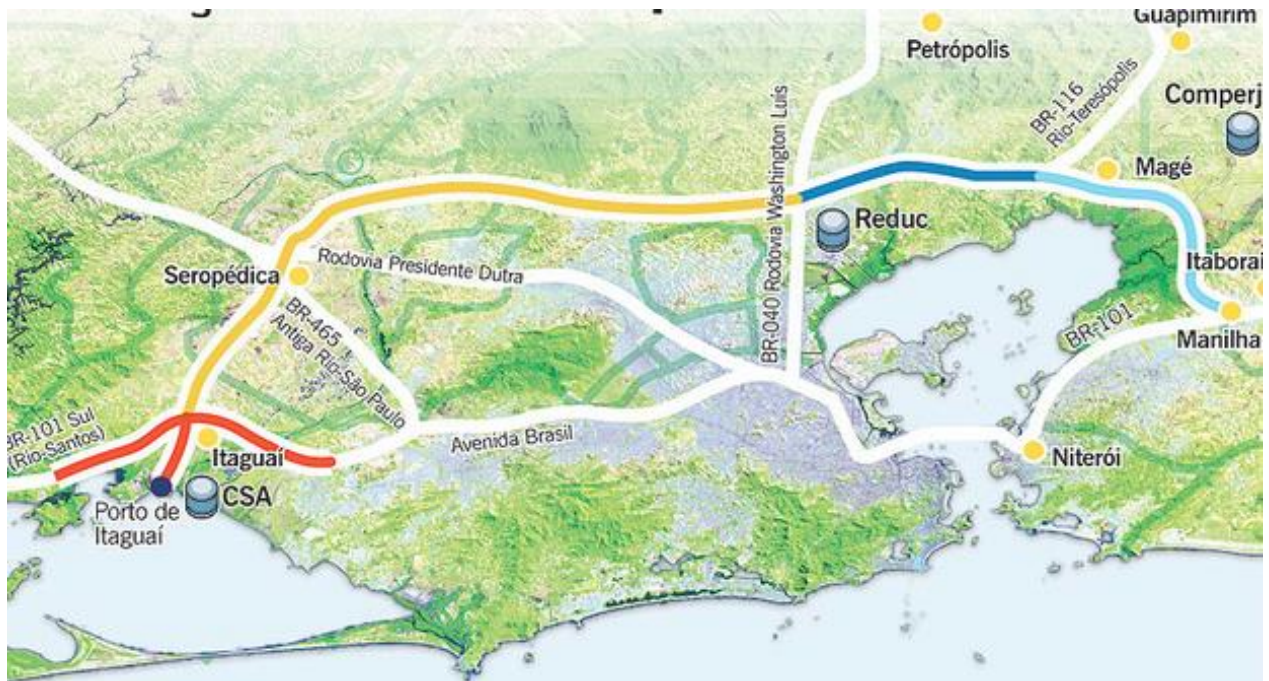 Guapimirim
Petrópolis
Comperj
BR-116
Rio-Teresópolis
Magé
BR-040 Rodovia Washington Luis
Reduc
Itaborai
Seropédica
Rodovia Presidente Dutra
BR-465
Antiga Rio-São Paulo
BR-101
Manilha
BR-101 Sul
(Rio-Santos)
Itaguaí
Avenida Brasil
Niterói
CSA
Porto de
Itaguaí